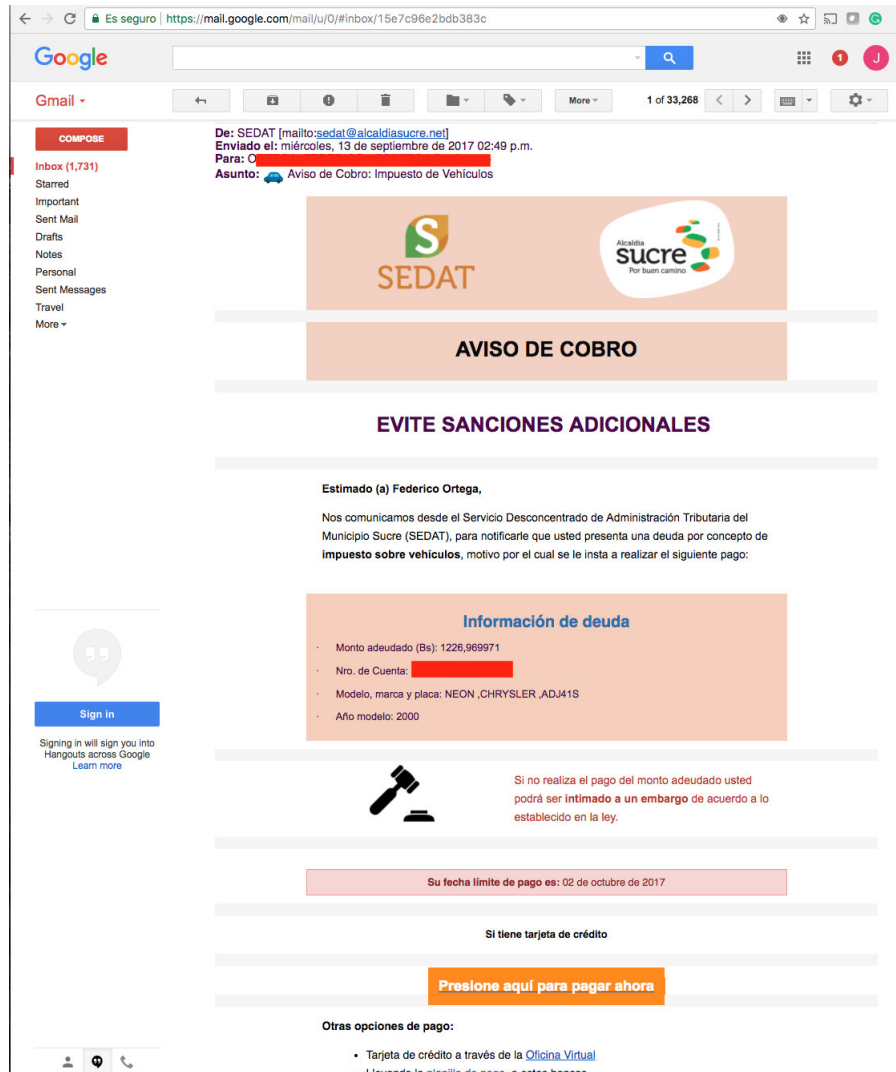 Es seguro | https://mail.google.com/mail/u/0/#inbox/15e7c96e2bdb383c
Google
1
J
Gmail
More
1 of 33,268
COMPOSE
Inbox (1,731)
Starred
Important
Sent Mail
Drafts
Notes
Personal
Sent Messages
Travel
More
De: SEDAT [mailto:sedat@alcaldiasucre.net]
Enviado el: miércoles, 13 de septiembre de 2017 02:49 p.m.
Para: O
Asunto: Aviso de Cobro: Impuesto de Vehículos
S
SEDAT
Alcaldía
sucre
Por buen camino
AVISO DE COBRO
EVITE SANCIONES ADICIONALES
Estimado (a) Federico Ortega,
Nos comunicamos desde el Servicio Desconcentrado de Administración Tributaria del
Municipio Sucre (SEDAT), para notificarle que usted presenta una deuda por concepto de
impuesto sobre vehículos, motivo por el cual se le insta a realizar el siguiente pago:
Información de deuda
· Monto adeudado (Bs): 1226,969971
· Nro. de Cuenta:
· Modelo, marca y placa: NEON ,CHRYSLER ,ADJ41S
· Año modelo: 2000
Si no realiza el pago del monto adeudado usted
podrá ser intimado a un embargo de acuerdo a lo
establecido en la ley.
Su fecha límite de pago es: 02 de octubre de 2017
Si tiene tarjeta de crédito
Presione aquí para pagar ahora
Otras opciones de pago:
• Tarjeta de crédito a través de la Oficina Virtual
Sign in
Signing in will sign you into
Hangouts across Google
Learn more